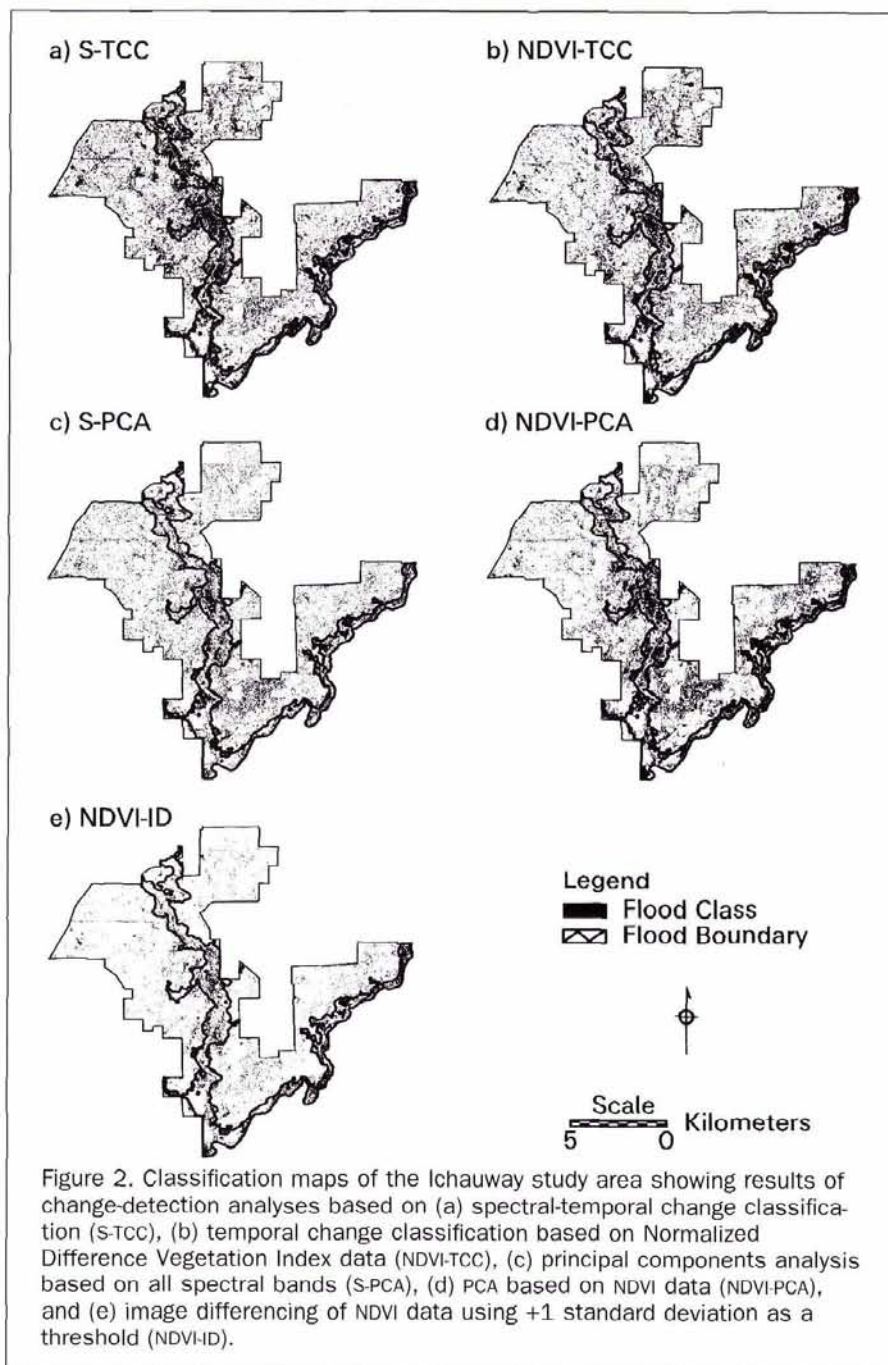 a) S-TCC
b) NDVI-TCC
c) S-PCA
d) NDVI-PCA
e) NDVI-ID
Legend
Flood Class
Flood Boundary
Scale
5 0 Kilometers
Figure 2. Classification maps of the Ichauway study area showing results of
change-detection analyses based on (a) spectral-temporal change classifica-
tion (S-TCC), (b) temporal change classification based on Normalized
Difference Vegetation Index data (NDVI-TCC), (c) principal components analysis
based on all spectral bands (S-PCA), (d) PCA based on NDVI data (NDVI-PCA),
and (e) image differencing of NDVI data using +1 standard deviation as a
threshold (NDVI-ID).